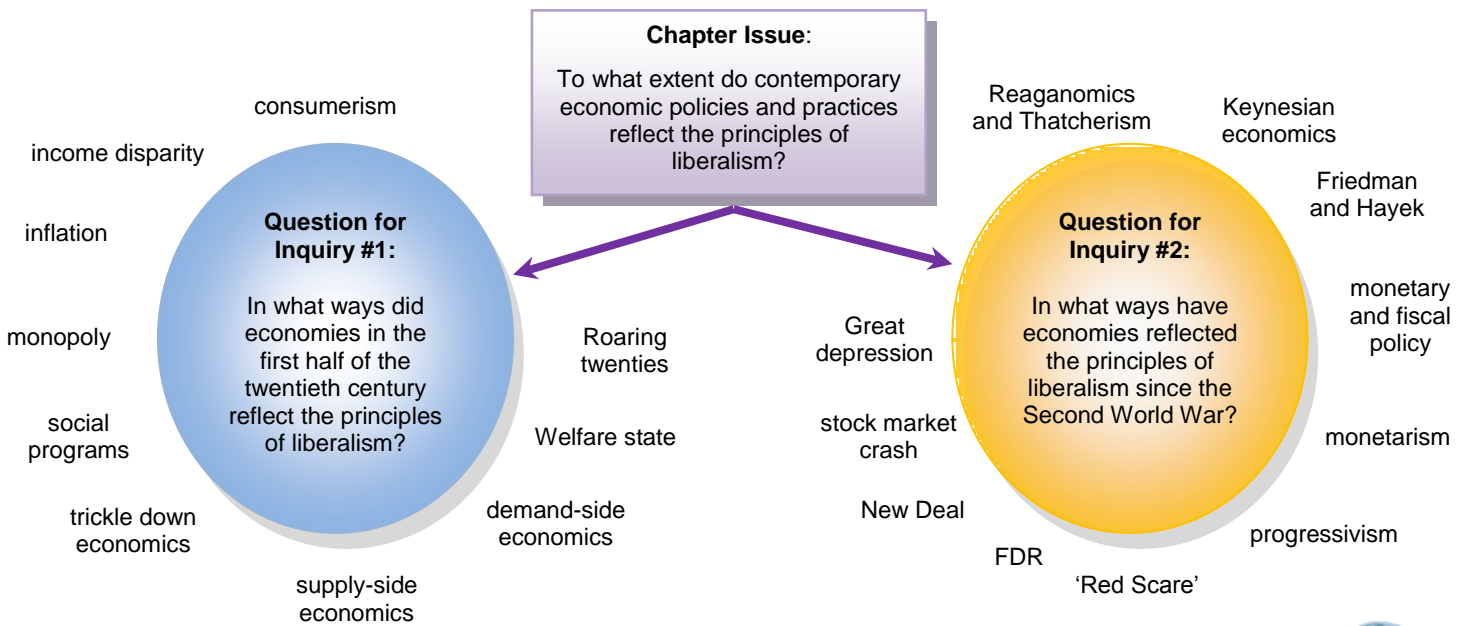 Chapter Issue:
To what extent do contemporary
economic policies and practices
reflect the principles of
liberalism?
consumerism
income disparity
inflation
monopoly
social
programs
trickle down
economics
supply-side
economics
demand-side
economics
Welfare state
Roaring
twenties
Question for
Inquiry #1:
In what ways did
economies in the
first half of the
twentieth century
reflect the principles
of liberalism?
Reaganomics
and Thatcherism
Keynesian
economics
Friedman
and Hayek
monetary
and fiscal
policy
monetarism
progressivism
'Red Scare'
FDR
New Deal
stock market
crash
Great
depression
Question for
Inquiry #2:
In what ways have
economies reflected
the principles of
liberalism since the
Second World War?